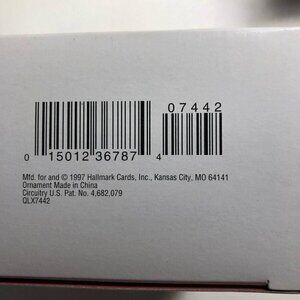 07442
0 15012 36787 4
Mfd. for and © 1997 Hallmark Cards, Inc., Kansas City, MO 64141
Ornament Made in China
Circuitry U.S. Pat. No. 4,682,079
QLX7442